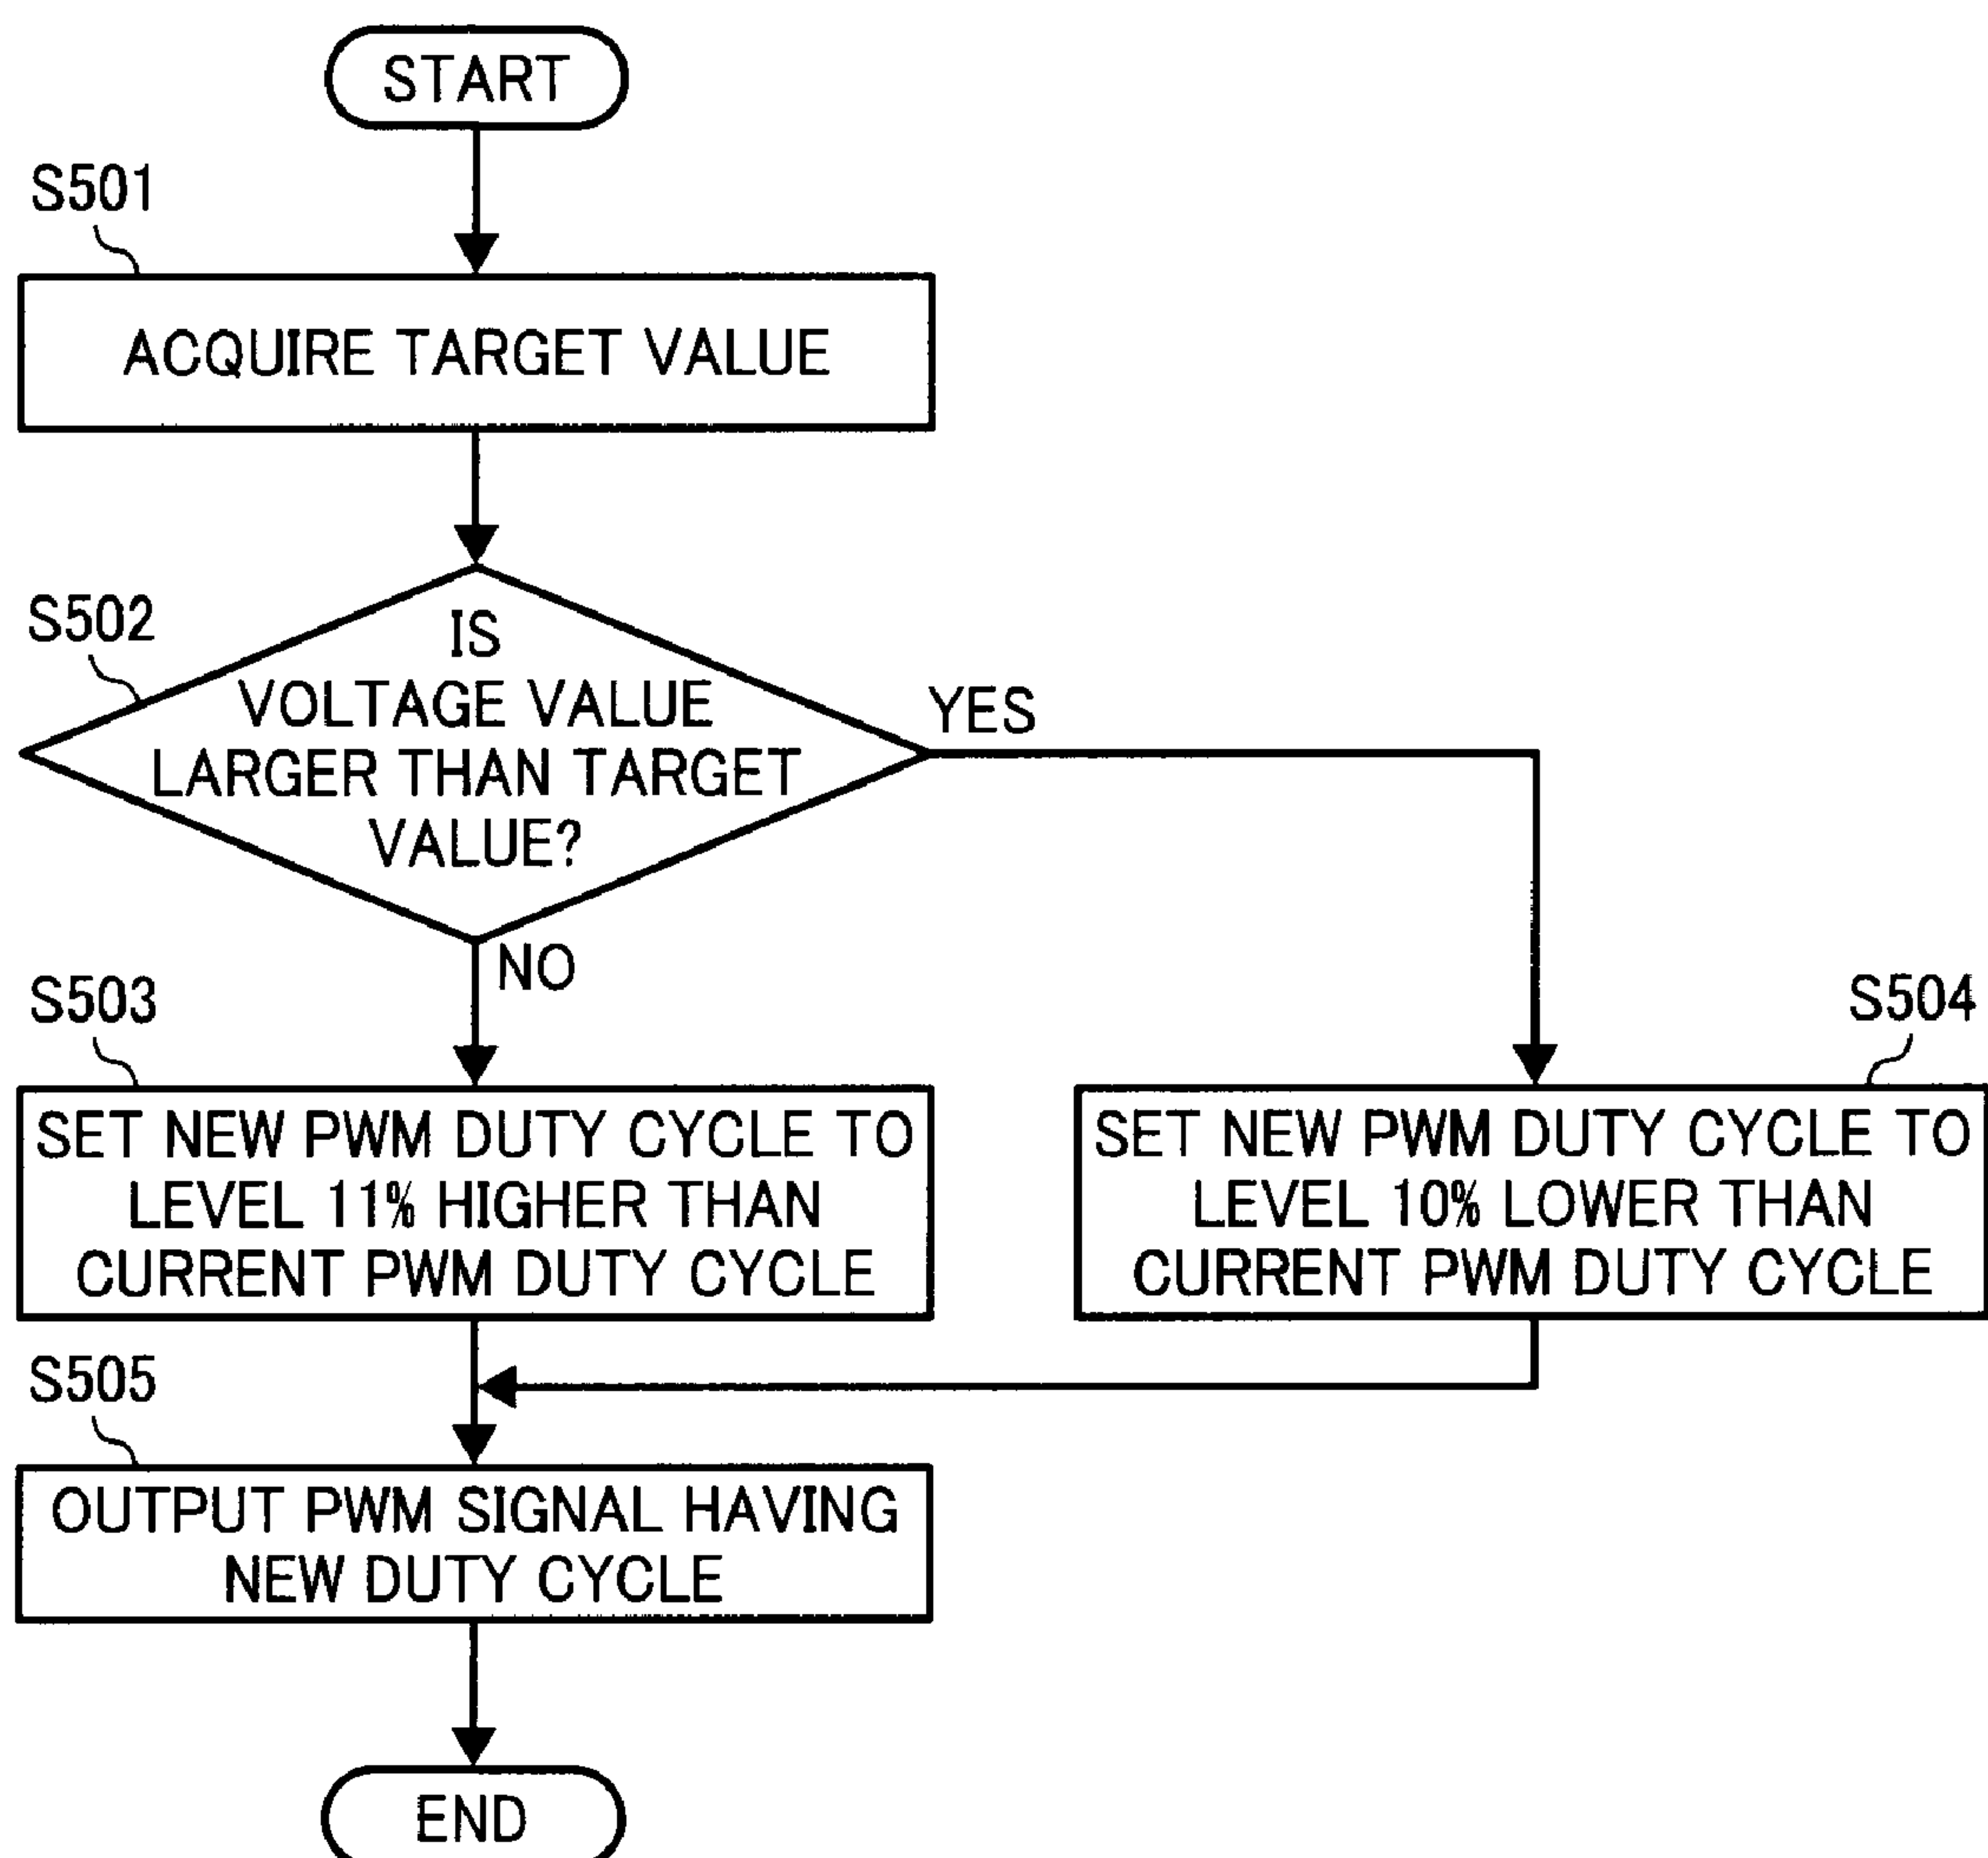 START
S501
ACQUIRE TARGET VALUE
S502
IS
VOLTAGE VALUE
LARGER THAN TARGET
VALUE?
YES
NO
S503
SET NEW PWM DUTY CYCLE TO
LEVEL 11% HIGHER THAN
CURRENT PWM DUTY CYCLE
S504
SET NEW PWM DUTY CYCLE TO
LEVEL 10% LOWER THAN
CURRENT PWM DUTY CYCLE
S505
OUTPUT PWM SIGNAL HAVING
NEW DUTY CYCLE
END